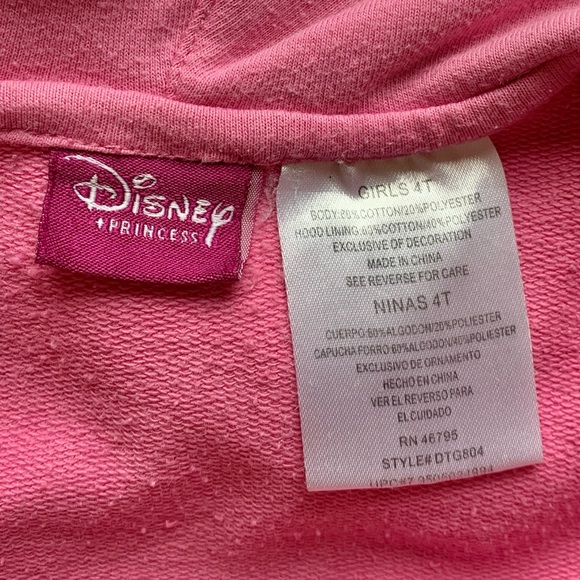 Disney
PRINCESS
GIRLS 4T
BODY:80%COTTON/20%POLYESTER
HOOD LINING:60%COTTON/40%POLYESTER
EXCLUSIVE OF DECORATION
MADE IN CHINA
SEE REVERSE FOR CARE
NINAS 4T
CUERPO:80%ALGODON/20%POLIESTER
CAPUCHA FORRO:60%ALGODON/40%POLIESTER
EXCLUSIVO DE ORNAMENTO
HECHO EN CHINA
VER EL REVERSO PARA
EL CUIDADO
RN 46795
STYLE# DTG804